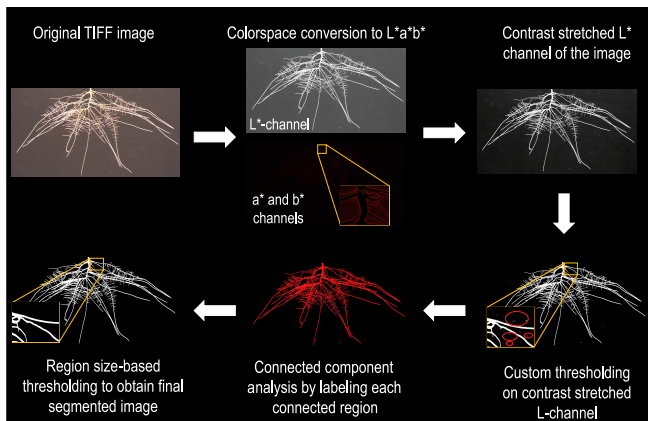 Original TIFF image
Colorspace conversion to L*a*b*
Contrast stretched L*
channel of the image
L*-channel
a* and b*
channels
Region size-based
thresholding to obtain final
segmented image
Connected component
analysis by labeling each
connected region
Custom thresholding
on contrast stretched
L-channel